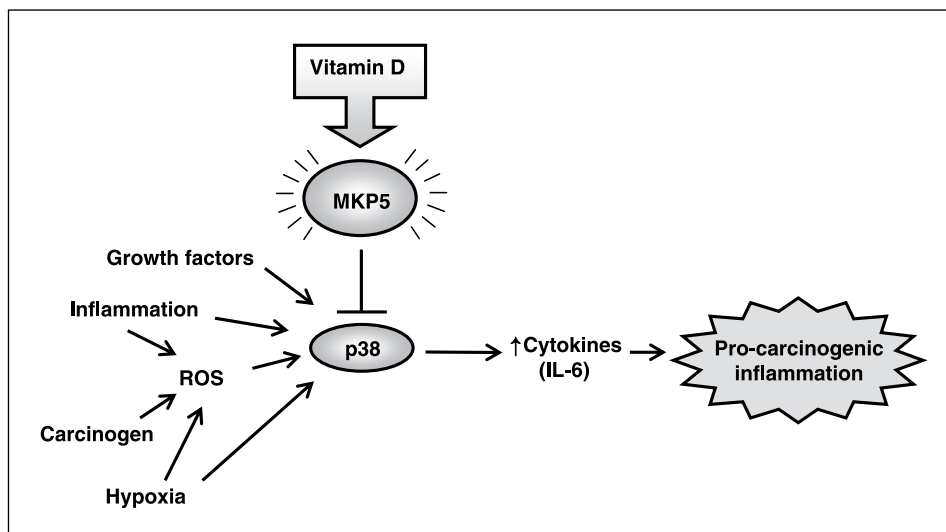 Vitamin D
MKP5
Growth factors
Inflammation
p38
↑Cytokines
(IL-6)
Pro-carcinogenic
inflammation
ROS
Carcinogen
Hypoxia